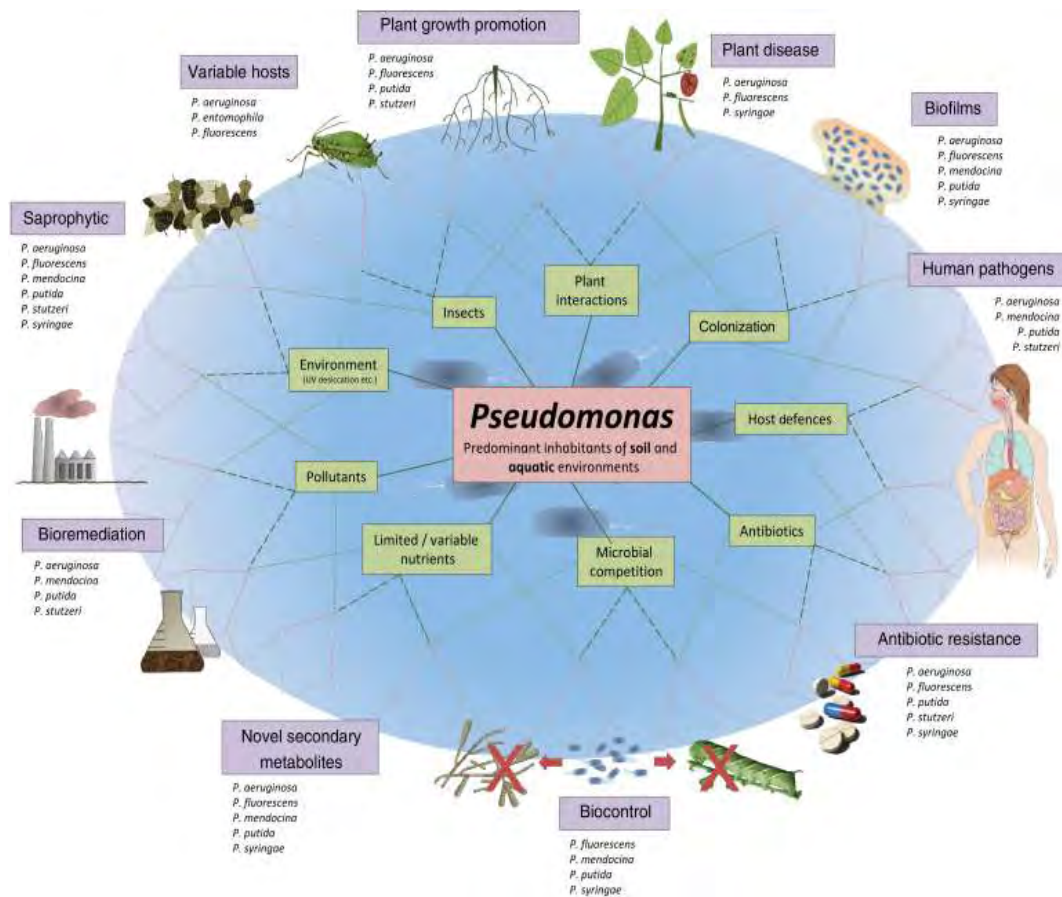 Plant growth promotion
P. aeruginosa
P. fluorescens
P. putida
P. stutzeri
Plant disease
P. aeruginosa
P. fluorescens
P. syringae
Variable hosts
P. aeruginosa
P. entomophila
P. fluorescens
Biofilms
P. aeruginosa
P. fluorescens
P. mendocina
P. putida
P. syringae
Saprophytic
P. aeruginosa
P. fluorescens
P. mendocina
P. putida
P. stutzeri
P. syringae
Human pathogens
P. aeruginosa
P. mendocina
P. putida
P. stutzeri
Plant
interactions
Insects
Colonization
Environment
(UV desiccation etc.)
Pseudomonas
Predominant inhabitants of soil and
aquatic environments
Host defences
Pollutants
Limited / variable
nutrients
Microbial
competition
Antibiotics
Bioremediation
P. aeruginosa
P. mendocina
P. putida
P. stutzeri
Antibiotic resistance
P. aeruginosa
P. fluorescens
P. putida
P. stutzeri
P. syringae
Novel secondary
metabolites
P. aeruginosa
P. fluorescens
P. mendocina
P. putida
P. syringae
Biocontrol
P. fluorescens
P. mendocina
P. putida
P. syringae